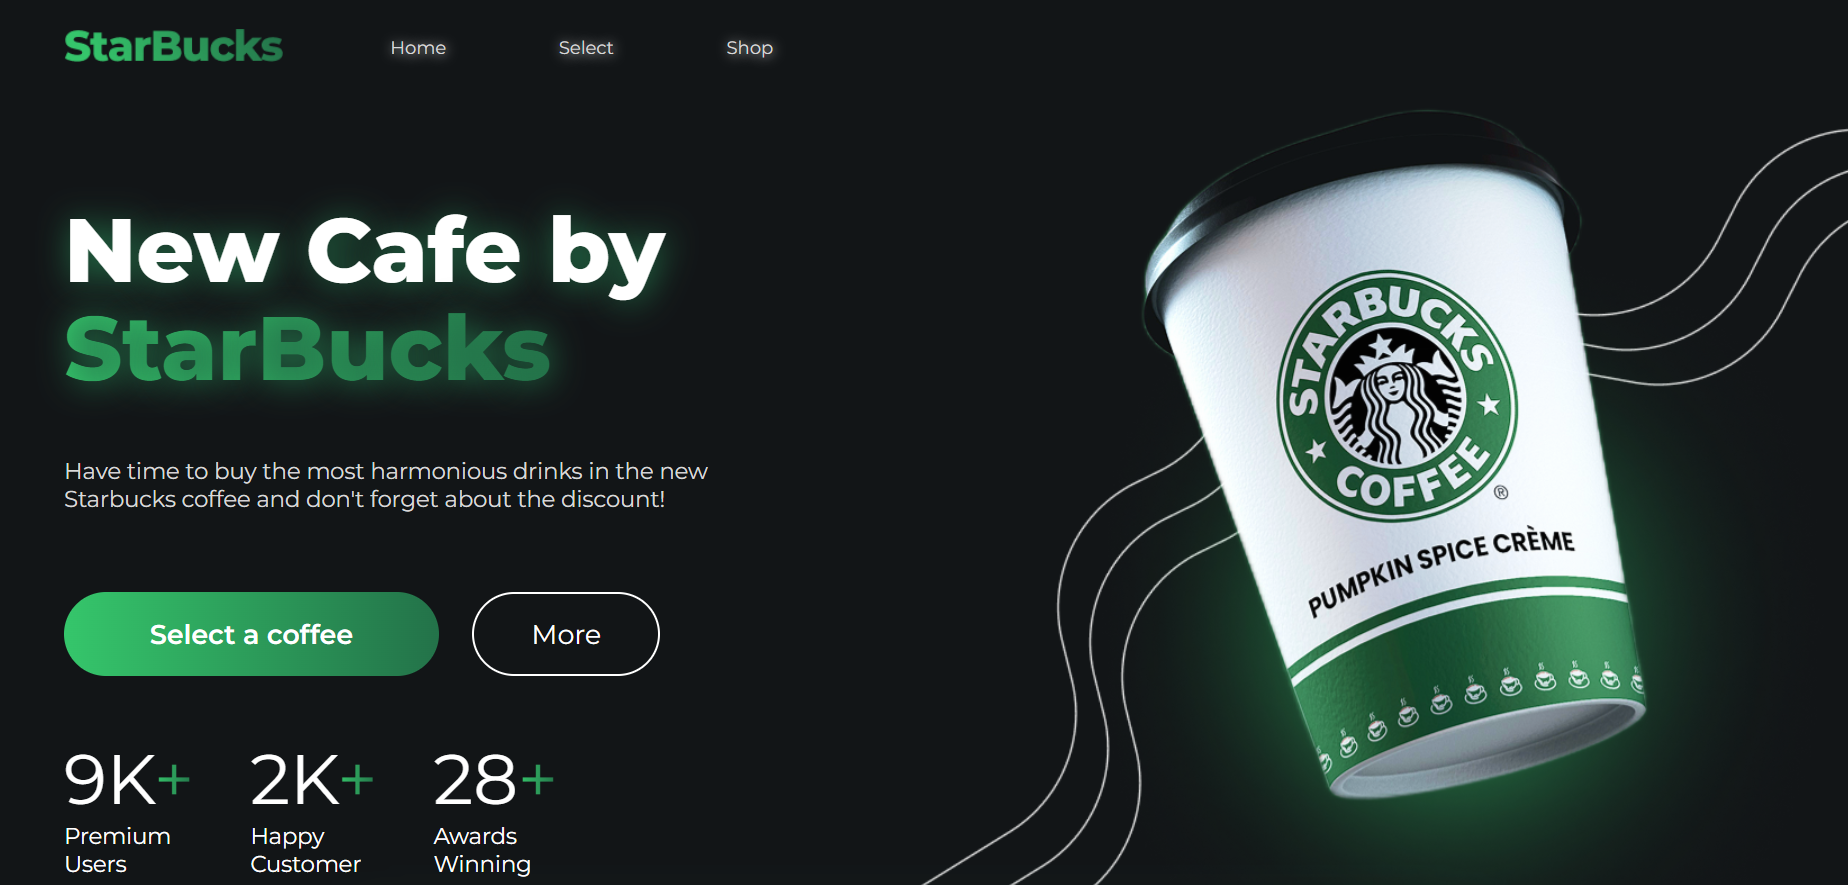 StarBucks
Home
Select
Shop
New Cafe by
StarBucks
Have time to buy the most harmonious drinks in the new
Starbucks coffee and don't forget about the discount!
Select a coffee
More
9K+
Premium
Users
2K+
Happy
Customer
28+
Awards
Winning
STARBUCKS
COFFEE
®
PUMPKIN SPICE CRÈME